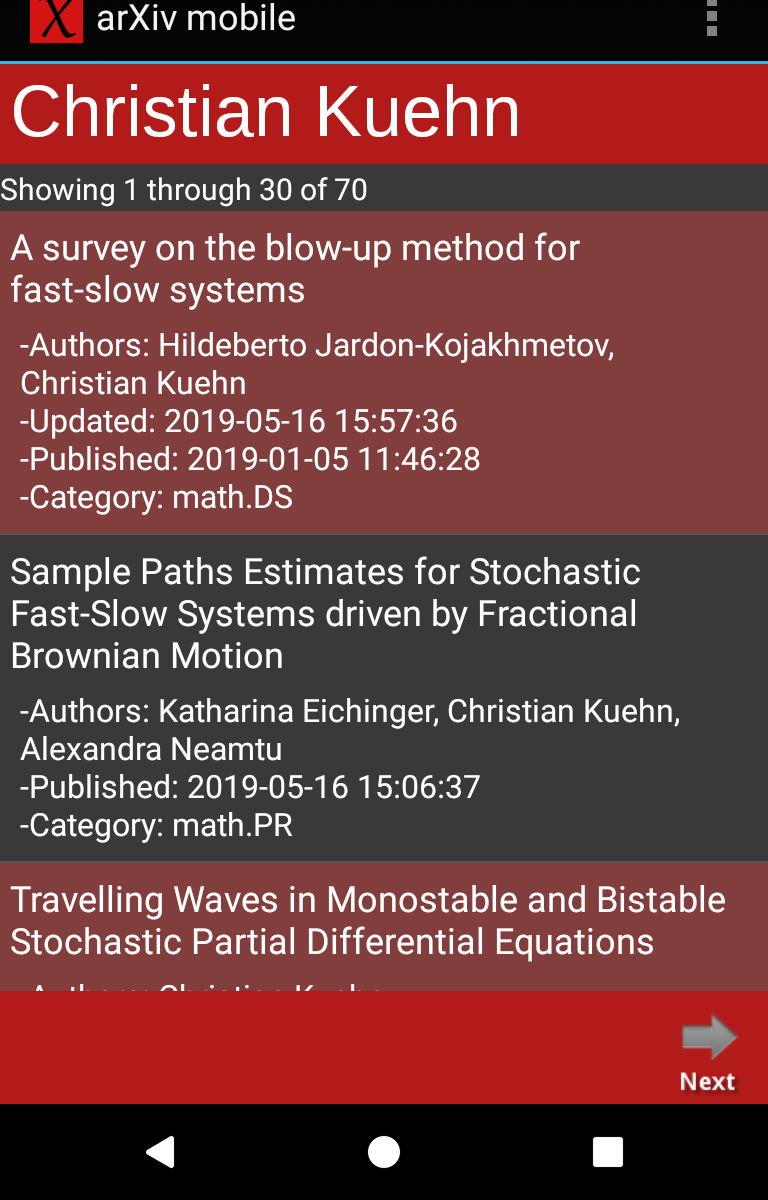 arXiv mobile
Christian Kuehn
Showing 1 through 30 of 70
A survey on the blow-up method for
fast-slow systems
-Authors: Hildeberto Jardon-Kojakhmetov,
Christian Kuehn
-Updated: 2019-05-16 15:57:36
-Published: 2019-01-05 11:46:28
-Category: math.DS
Sample Paths Estimates for Stochastic
Fast-Slow Systems driven by Fractional
Brownian Motion
-Authors: Katharina Eichinger, Christian Kuehn,
Alexandra Neamtu
-Published: 2019-05-16 15:06:37
-Category: math.PR
Travelling Waves in Monostable and Bistable
Stochastic Partial Differential Equations
-Authors: Christian Kuehn
Next